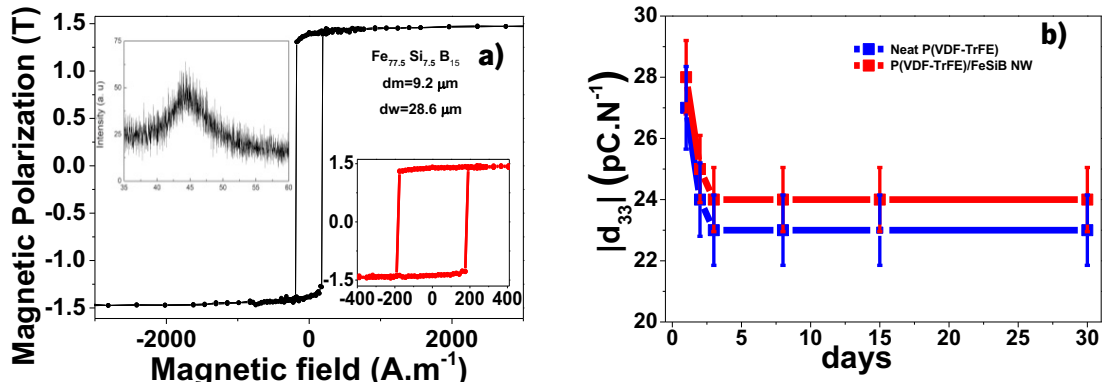 a)
Magnetic Polarization (T)
1.5
1.0
0.5
0.0
-0.5
-1.0
-1.5
-2000
0
2000
Magnetic field (A.m-1)
Fe77.5 Si7.5 B15
dm=9.2 μm
dw=28.6 μm
Intensity (a. u)
75
50
25
0
35 40 45 50 55 60
1.5
0.0
-1.5
-400 -200 0 200 400
b)
Neat P(VDF-TrFE)
P(VDF-TrFE)/FeSiB NW
|d33| (pC.N-1)
30
28
26
24
22
20
0 5 10 15 20 25 30
days